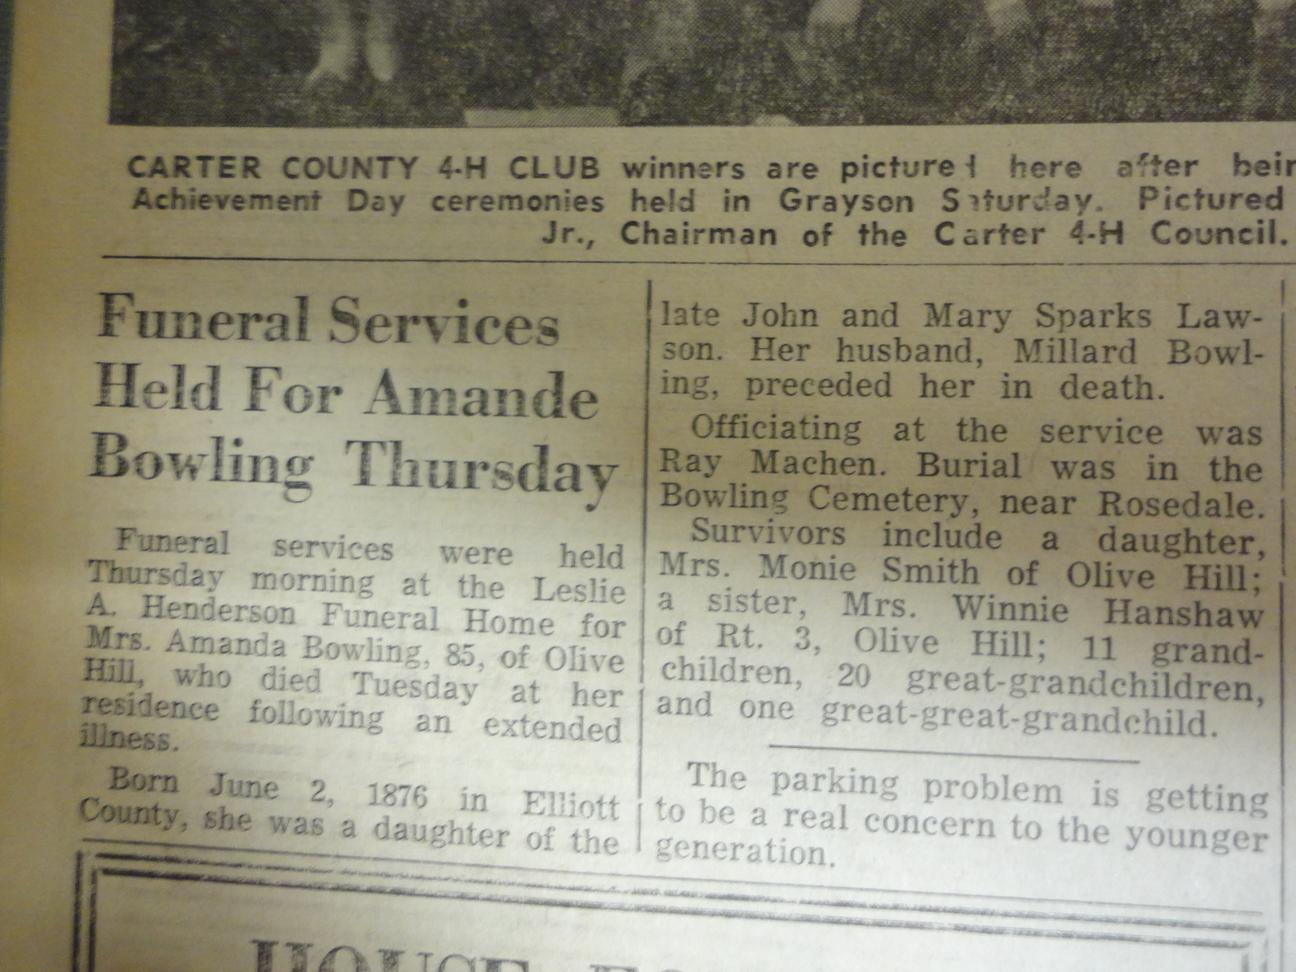 CARTER COUNTY 4-H CLUB winners are pictured here after bein
Achievement Day ceremonies held in Grayson Saturday. Pictured
Jr., Chairman of the Carter 4-H Council.
Funeral Services
Held For Amande
Bowling Thursday
Funeral services were held
Thursday morning at the Leslie
A. Henderson Funeral Home for
Mrs. Amanda Bowling, 85, of Olive
Hill, who died Tuesday at her
residence following an extended
illness.
Born June 2, 1876 in Elliott
County, she was a daughter of the
late John and Mary Sparks Law-
son. Her husband, Millard Bowl-
ing, preceded her in death.
Officiating at the service was
Ray Machen. Burial was in the
Bowling Cemetery, near Rosedale.
Survivors include a daughter,
Mrs. Monie Smith of Olive Hill;
a sister, Mrs. Winnie Hanshaw
of Rt. 3, Olive Hill; 11 grand-
children, 20 great-grandchildren,
and one great-great-grandchild.
The parking problem is getting
to be a real concern to the younger
generation.
HOUSE